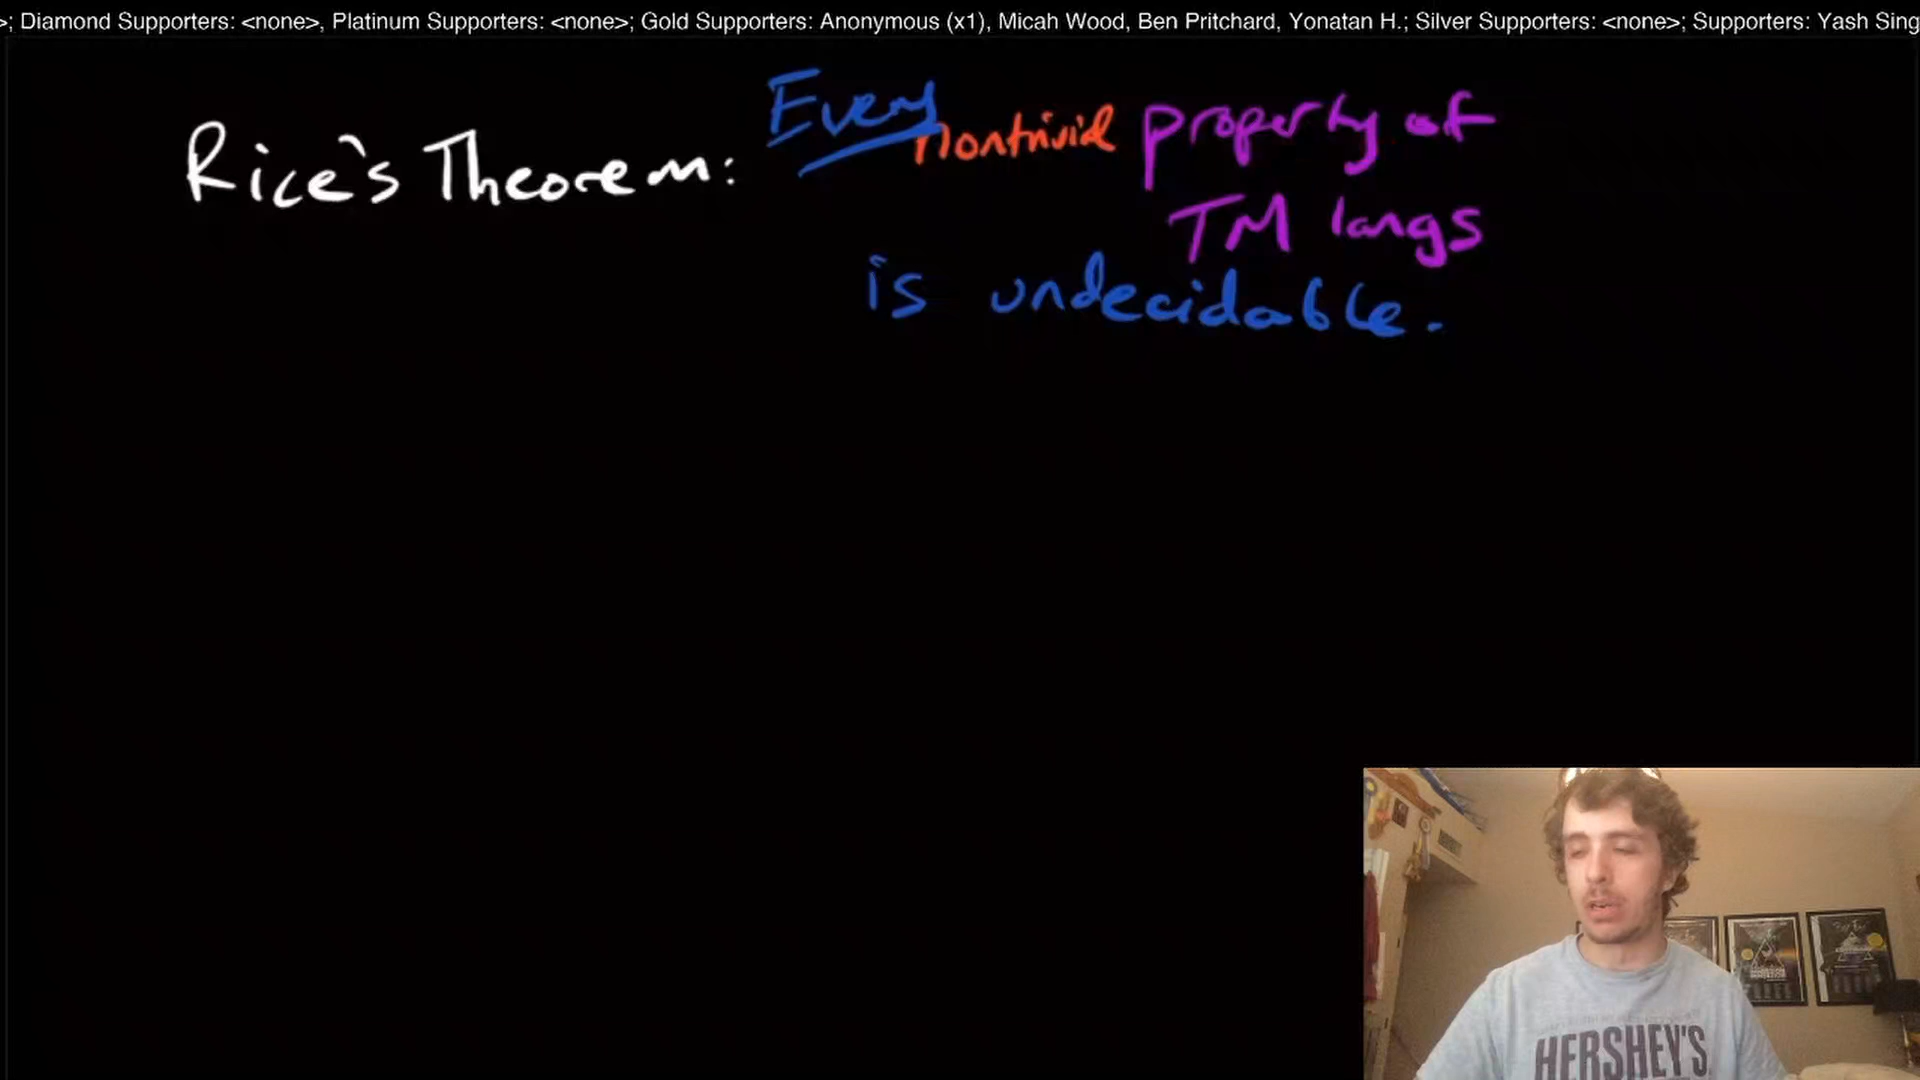 >; Diamond Supporters: <none>, Platinum Supporters: <none>; Gold Supporters: Anonymous (x1), Micah Wood, Ben Pritchard, Yonatan H.; Silver Supporters: <none>; Supporters: Yash Sing
Rice's Theorem: Every nontrivial property of
TM langs
is undecidable.
HERSHEY'S